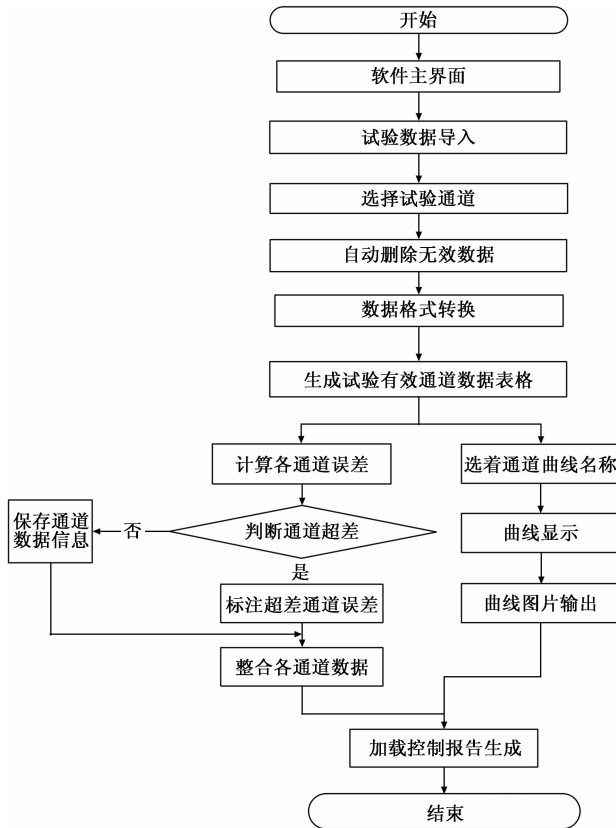 开始
软件主界面
试验数据导入
选择试验通道
自动删除无效数据
数据格式转换
生成试验有效通道数据表格
计算各通道误差
选着通道曲线名称
保存通道
数据信息
否
判断通道超差
曲线显示
是
标注超差通道误差
曲线图片输出
整合各通道数据
加载控制报告生成
结束